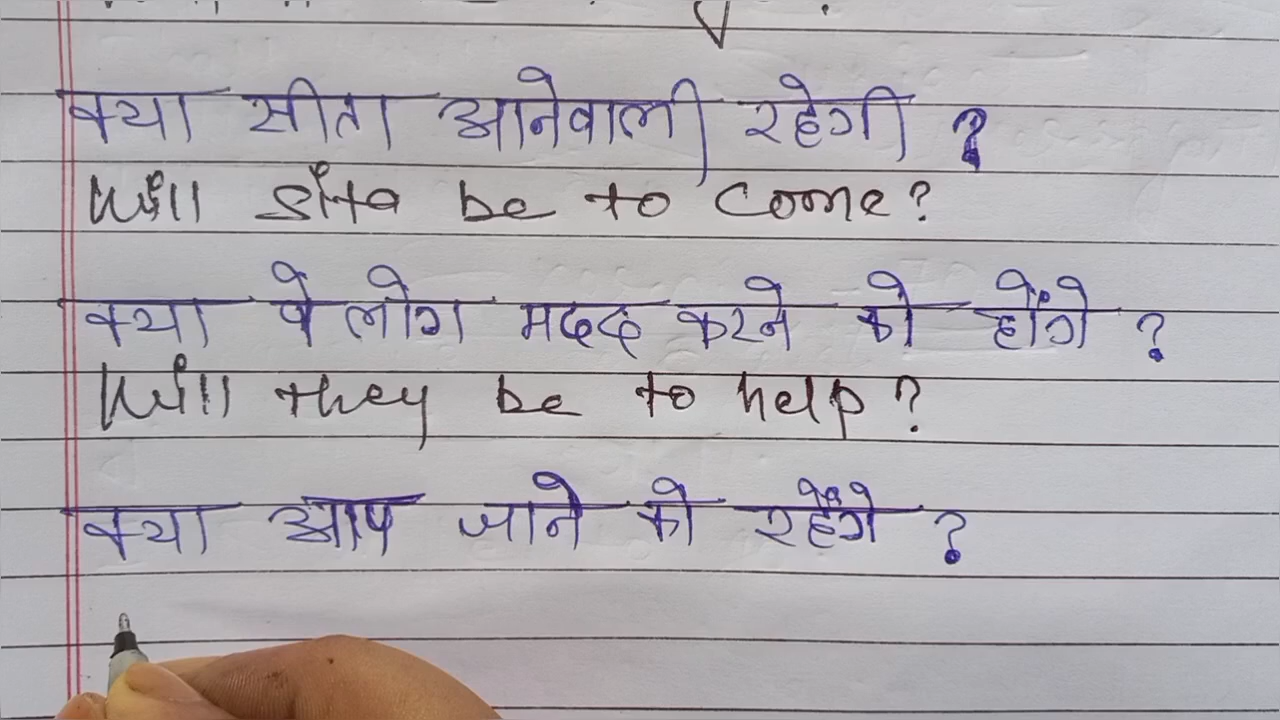 क्या सीता आनेवाली रहेगी ?
Will Sita be to come?
क्या वे लोग मदद करने को होंगे ?
Will they be to help?
क्या आप जाने को रहेंगे ?